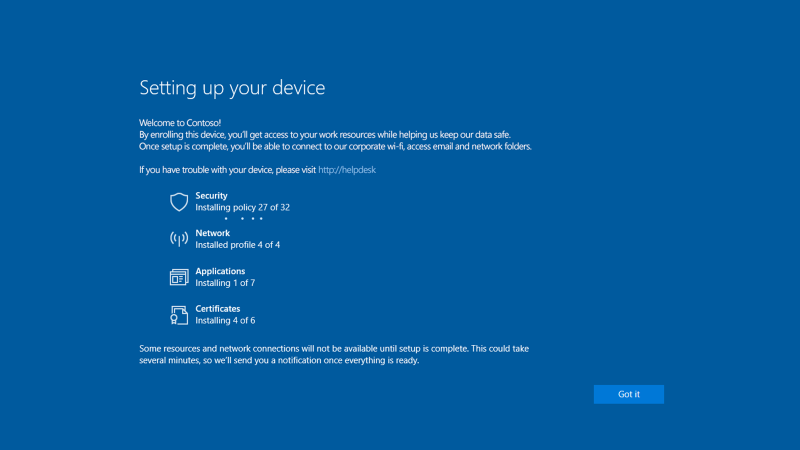 Setting up your device
Welcome to Contoso!
By enrolling this device, you'll get access to your work resources while helping us keep our data safe.
Once setup is complete, you'll be able to connect to our corporate wi-fi, access email and network folders.
If you have trouble with your device, please visit http://helpdesk
Security
Installing policy 27 of 32
Network
Installed profile 4 of 4
Applications
Installing 1 of 7
Certificates
Installing 4 of 6
Some resources and network connections will not be available until setup is complete. This could take
several minutes, so we'll send you a notification once everything is ready.
Got it